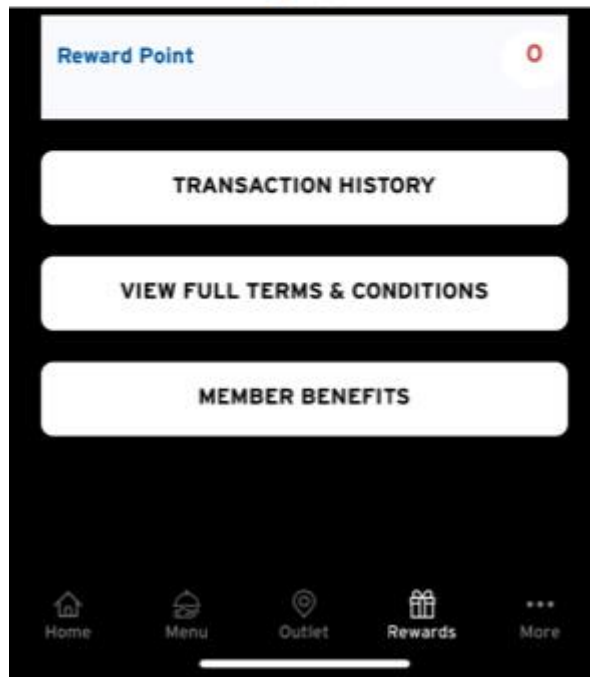 Reward Point
0
TRANSACTION HISTORY
VIEW FULL TERMS & CONDITIONS
MEMBER BENEFITS
Home
Menu
Outlet
Rewards
More